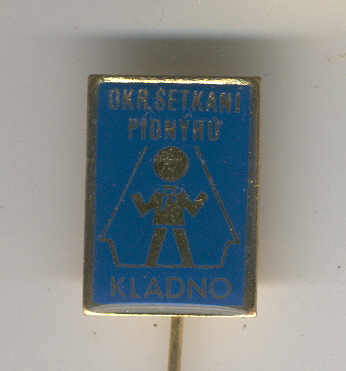 OKR. SETKÁNÍ
PIONÝRŮ
KLADNO